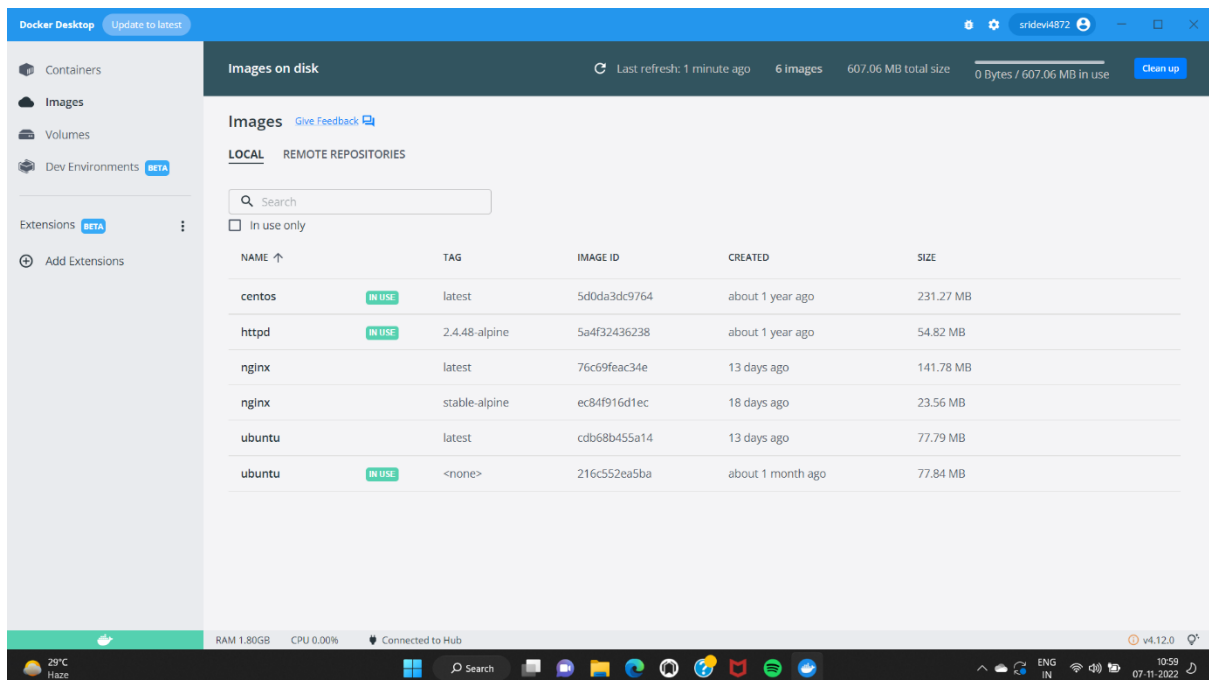 Docker Desktop Update to latest sridevi4872
Containers
Images
Volumes
Dev Environments BETA
Extensions BETA
Add Extensions
Images on disk Last refresh: 1 minute ago 6 images 607.06 MB total size 0 Bytes / 607.06 MB in use Clean up
Images Give Feedback
LOCAL REMOTE REPOSITORIES
Search
In use only
NAME TAG IMAGE ID CREATED SIZE
centos IN USE latest 5d0da3dc9764 about 1 year ago 231.27 MB
httpd IN USE 2.4.48-alpine 5a4f32436238 about 1 year ago 54.82 MB
nginx latest 76c69feac34e 13 days ago 141.78 MB
nginx stable-alpine ec84f916d1ec 18 days ago 23.56 MB
ubuntu latest cdb68b455a14 13 days ago 77.79 MB
ubuntu IN USE <none> 216c552ea5ba about 1 month ago 77.84 MB
RAM 1.80GB CPU 0.00% Connected to Hub v4.12.0
29°C
Haze
Search
ENG
IN
10:59
07-11-2022